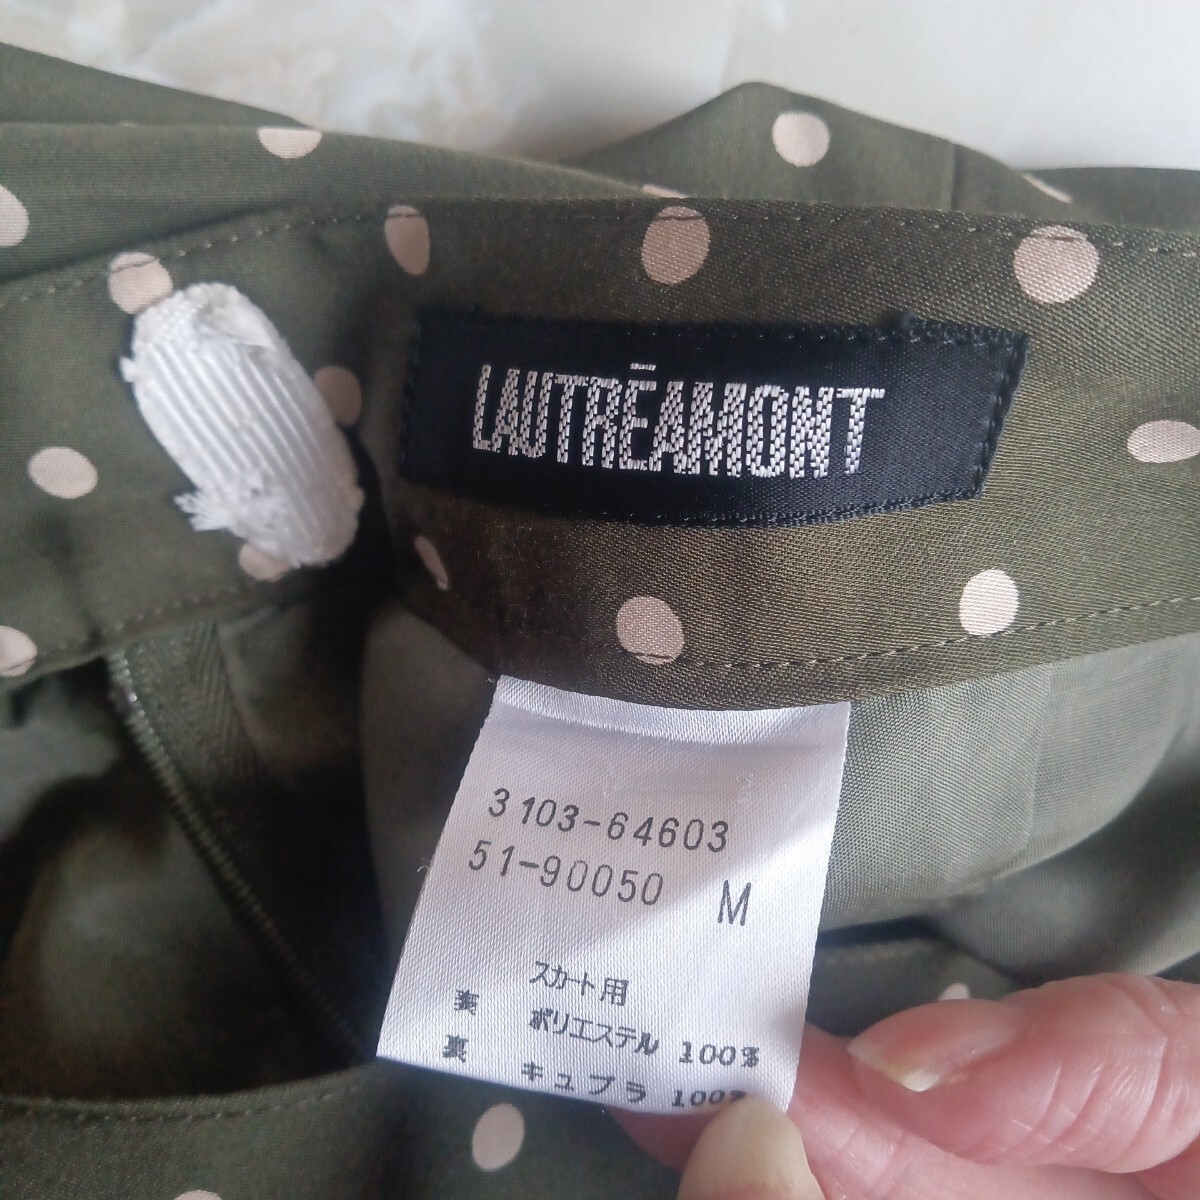 LAUTRĒAMONT
3103-64603
51-90050 M
スカート用
表 ポリエステル 100%
裏 キュプラ 100%